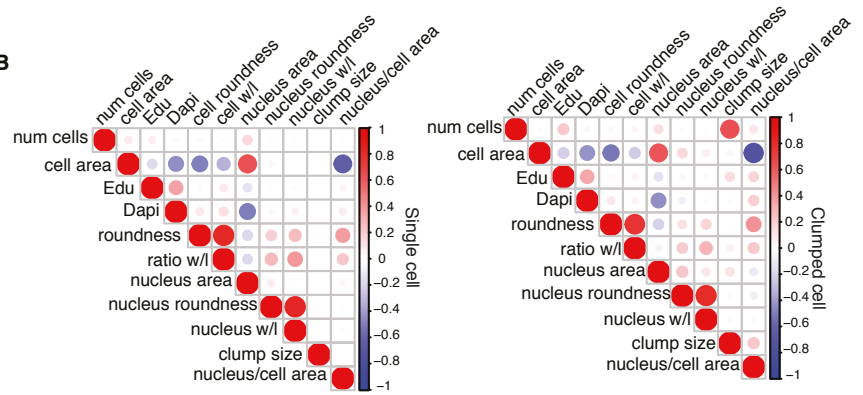 B
num cells
cell area
Edu
Dapi
cell roundness
cell w/l
nucleus area
nucleus roundness
nucleus w/l
clump size
nucleus/cell area
num cells
cell area
Edu
Dapi
roundness
ratio w/l
nucleus area
nucleus roundness
nucleus w/l
clump size
nucleus/cell area
1
0.8
0.6
0.4
0.2
0
−0.2
−0.4
−0.6
−0.8
−1
Single cell
num cells
cell area
Edu
Dapi
cell roundness
cell w/l
nucleus area
nucleus roundness
nucleus w/l
clump size
nucleus/cell area
num cells
cell area
Edu
Dapi
roundness
ratio w/l
nucleus area
nucleus roundness
nucleus w/l
clump size
nucleus/cell area
1
0.8
0.6
0.4
0.2
0
−0.2
−0.4
−0.6
−0.8
−1
Clumped cell